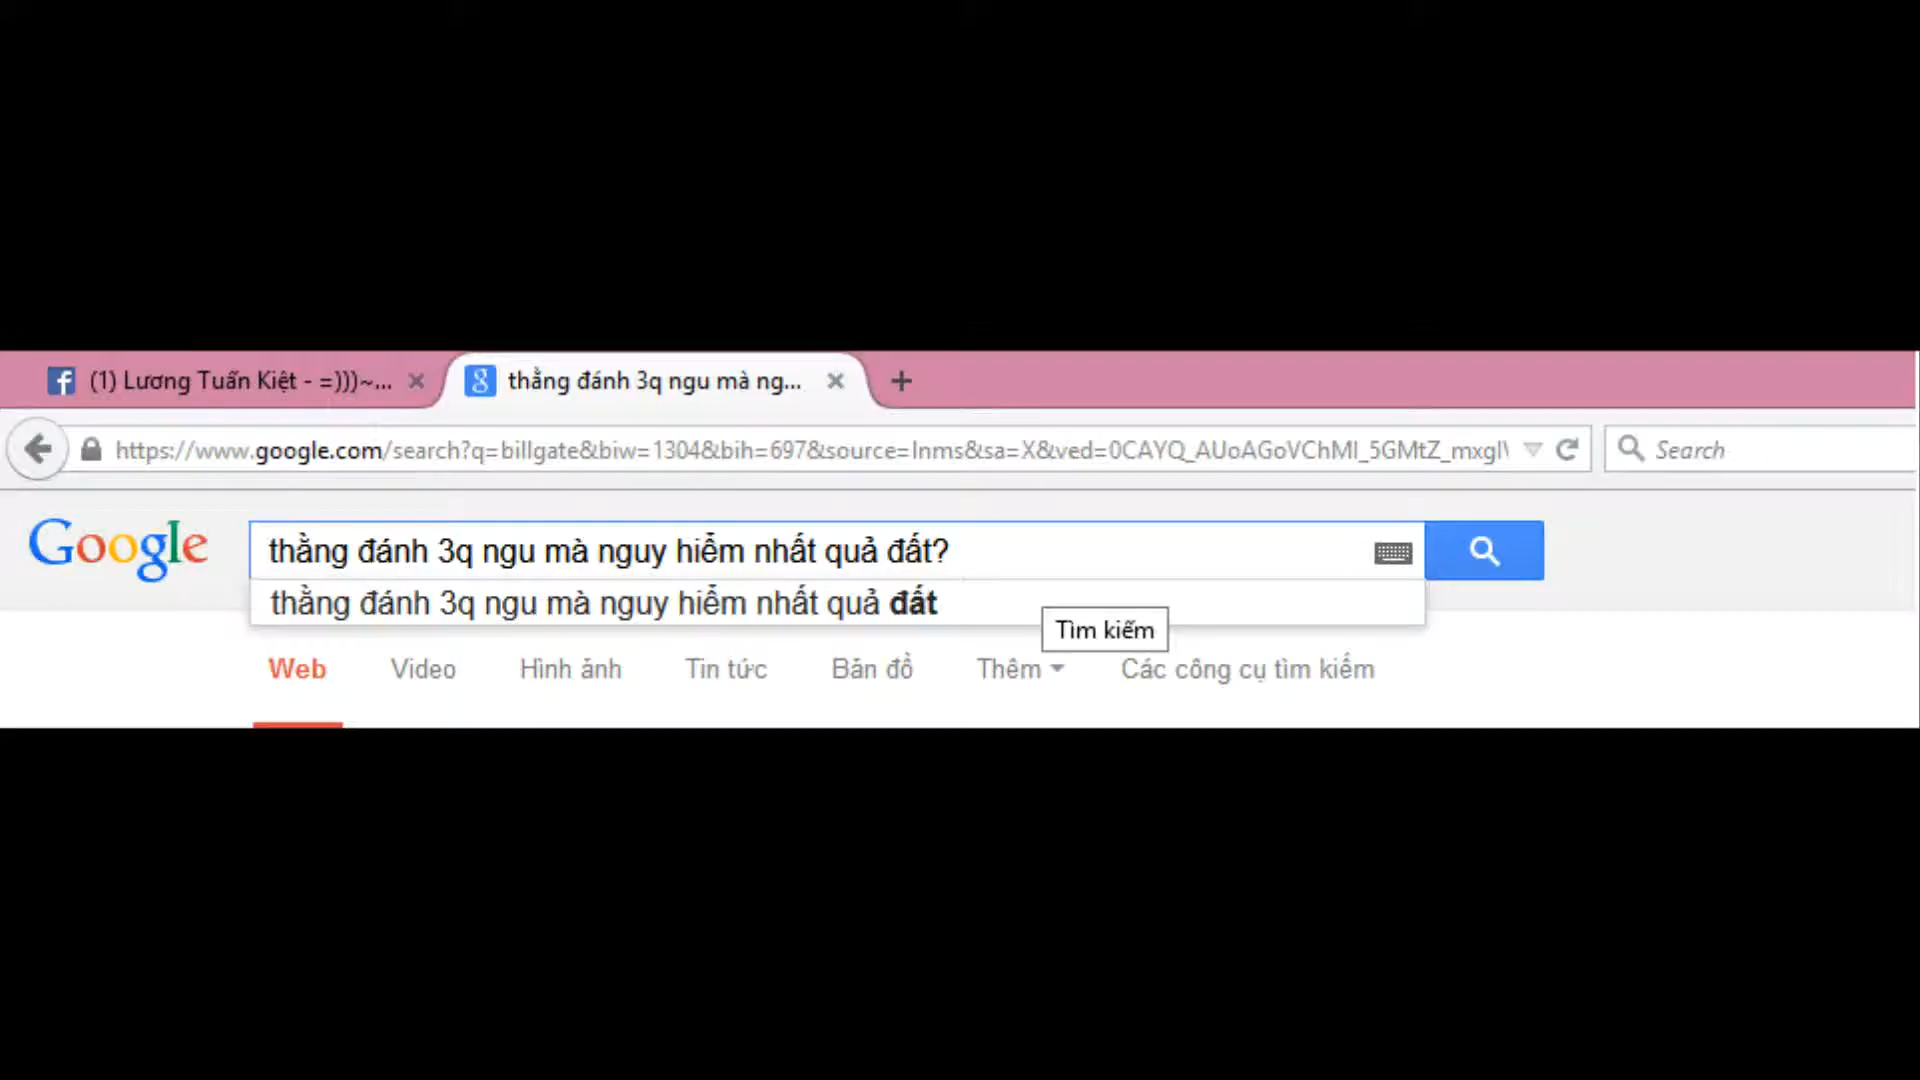 (1) Lương Tuấn Kiệt - =)))~...
thằng đánh 3q ngu mà ng...
https://www.google.com/search?q=billgate&biw=1304&bih=697&source=lnms&sa=X&ved=0CAYQ_AUoAGoVChMI_5GMtZ_mxgI
Search
Google
thằng đánh 3q ngu mà nguy hiểm nhất quả đất?
thằng đánh 3q ngu mà nguy hiểm nhất quả đất
Tìm kiếm
Web Video Hình ảnh Tin tức Bản đồ Thêm Các công cụ tìm kiếm